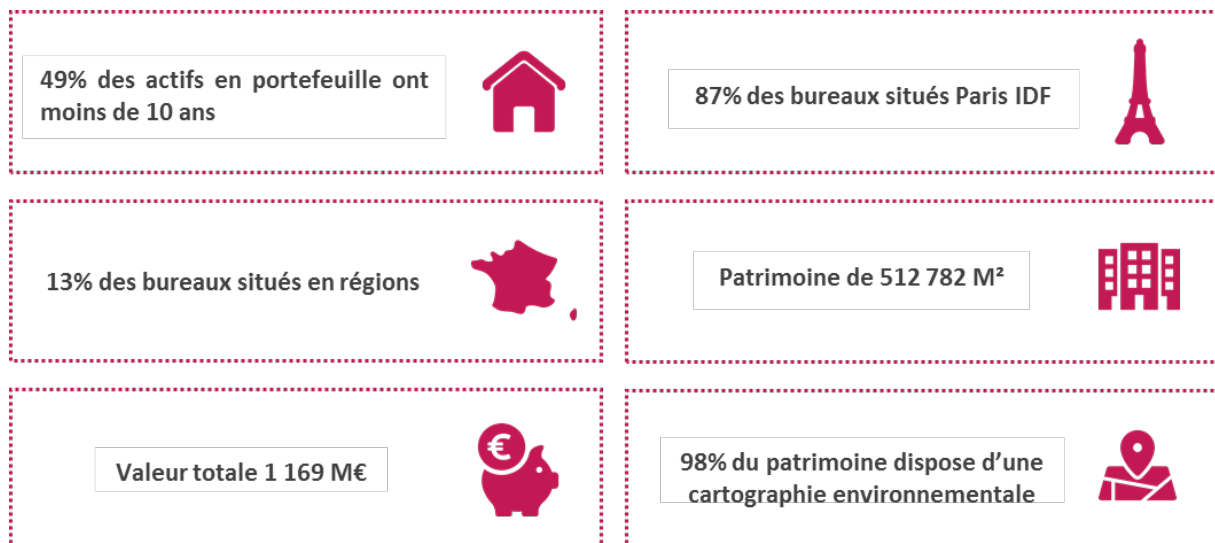 49% des actifs en portefeuille ont
moins de 10 ans
87% des bureaux situés Paris IDF
13% des bureaux situés en régions
Patrimoine de 512 782 M²
Valeur totale 1 169 M€
€
98% du patrimoine dispose d’une
cartographie environnementale